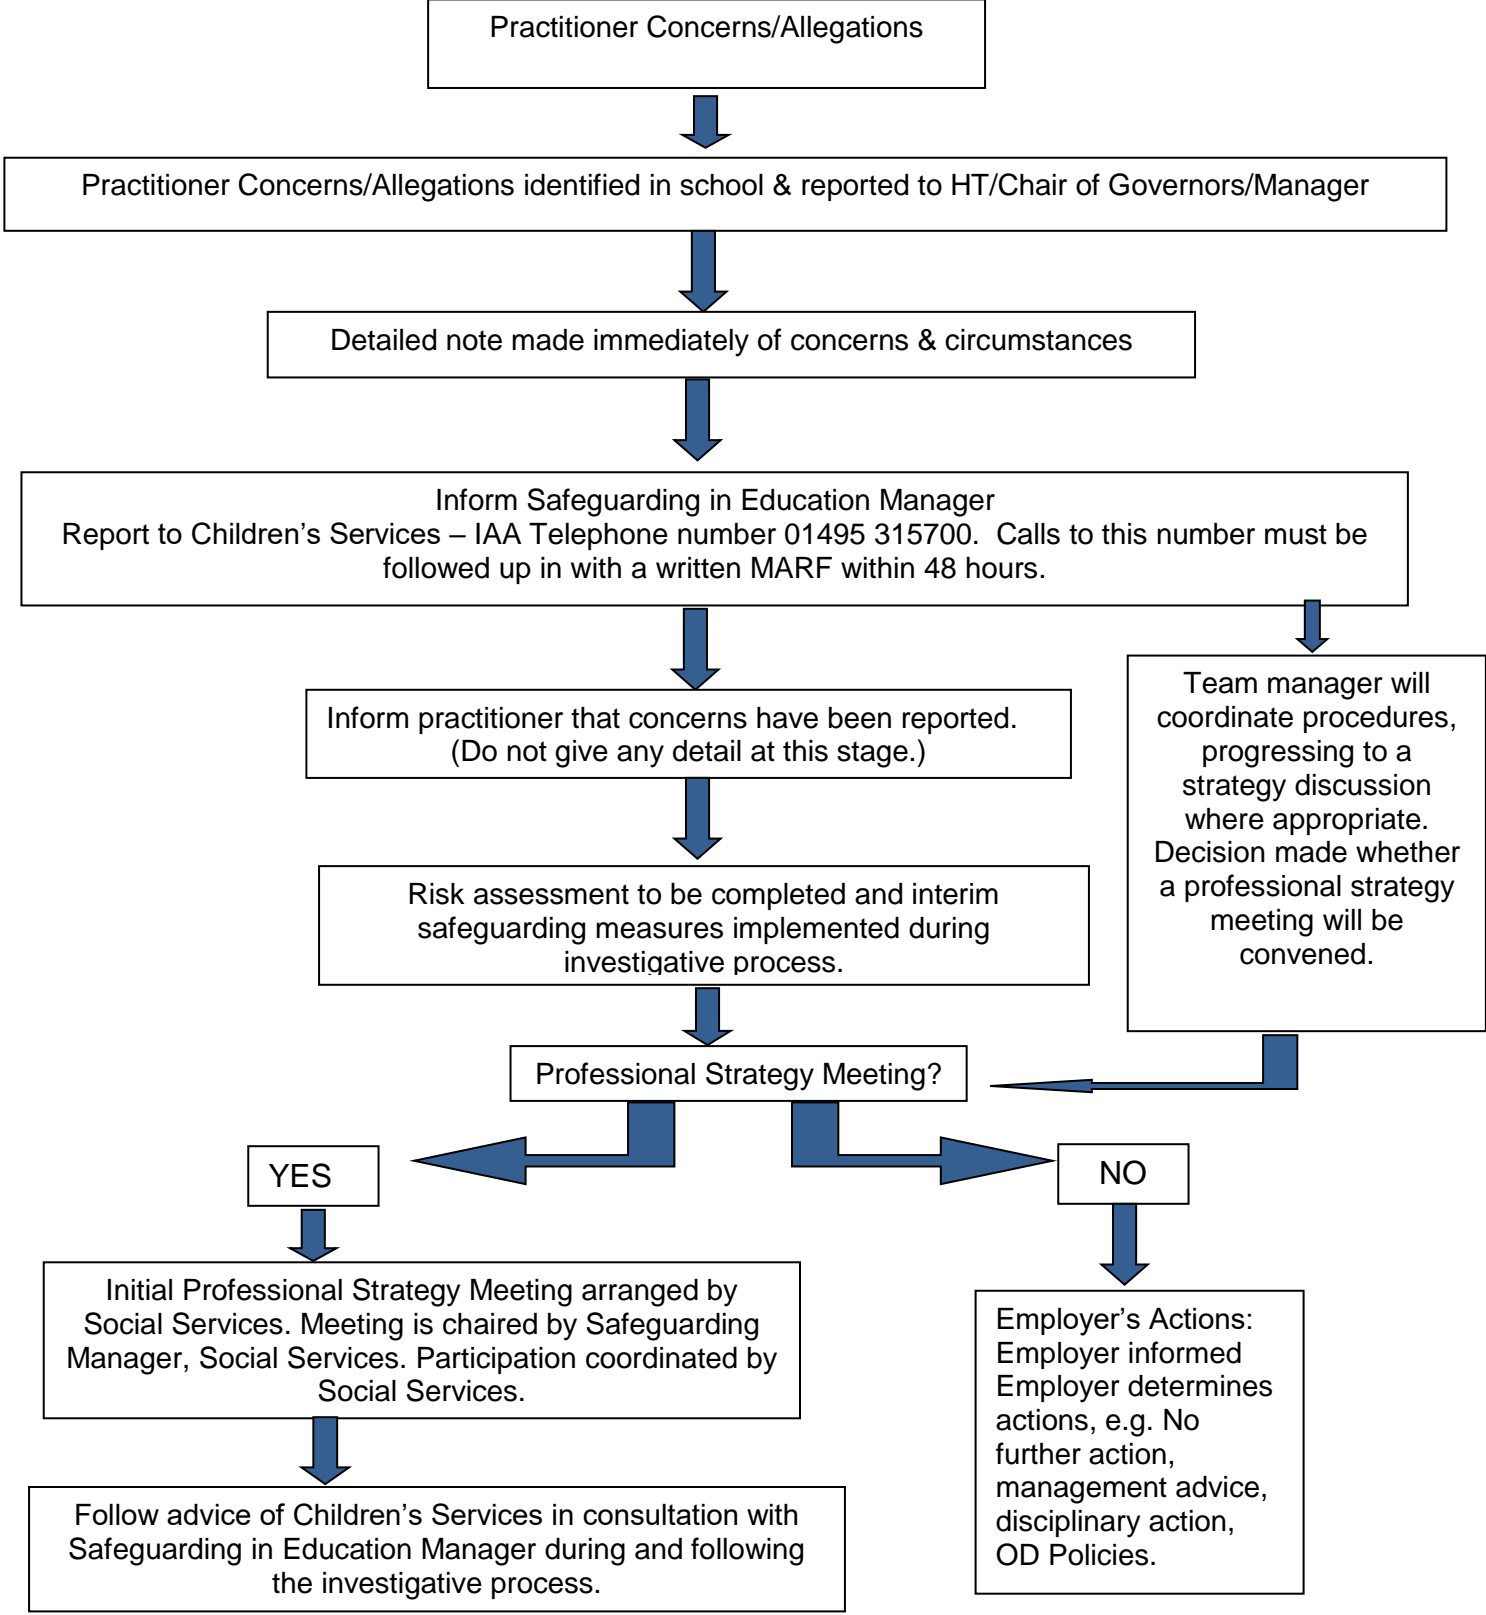 Practitioner Concerns/Allegations
Practitioner Concerns/Allegations identified in school & reported to HT/Chair of Governors/Manager
Detailed note made immediately of concerns & circumstances
Inform Safeguarding in Education Manager
Report to Children’s Services – IAA Telephone number 01495 315700. Calls to this number must be
followed up in with a written MARF within 48 hours.
Inform practitioner that concerns have been reported.
(Do not give any detail at this stage.)
Team manager will
coordinate procedures,
progressing to a
strategy discussion
where appropriate.
Decision made whether
a professional strategy
meeting will be
convened.
Risk assessment to be completed and interim
safeguarding measures implemented during
investigative process.
Professional Strategy Meeting?
YES
NO
Initial Professional Strategy Meeting arranged by
Social Services. Meeting is chaired by Safeguarding
Manager, Social Services. Participation coordinated by
Social Services.
Employer’s Actions:
Employer informed
Employer determines
actions, e.g. No
further action,
management advice,
disciplinary action,
OD Policies.
Follow advice of Children’s Services in consultation with
Safeguarding in Education Manager during and following
the investigative process.